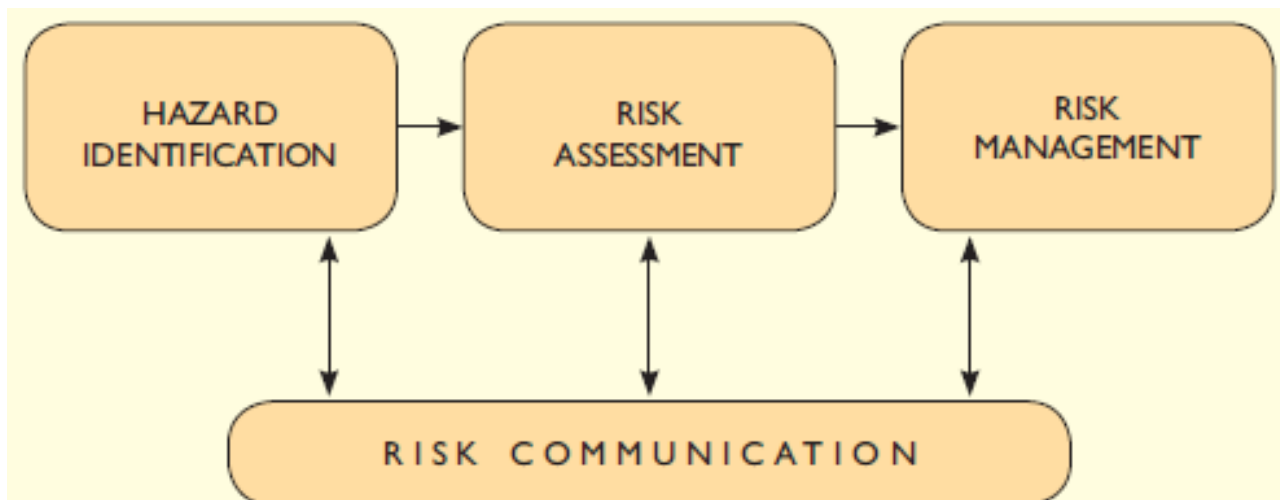 HAZARD
IDENTIFICATION
RISK
ASSESSMENT
RISK
MANAGEMENT
RISK COMMUNICATION